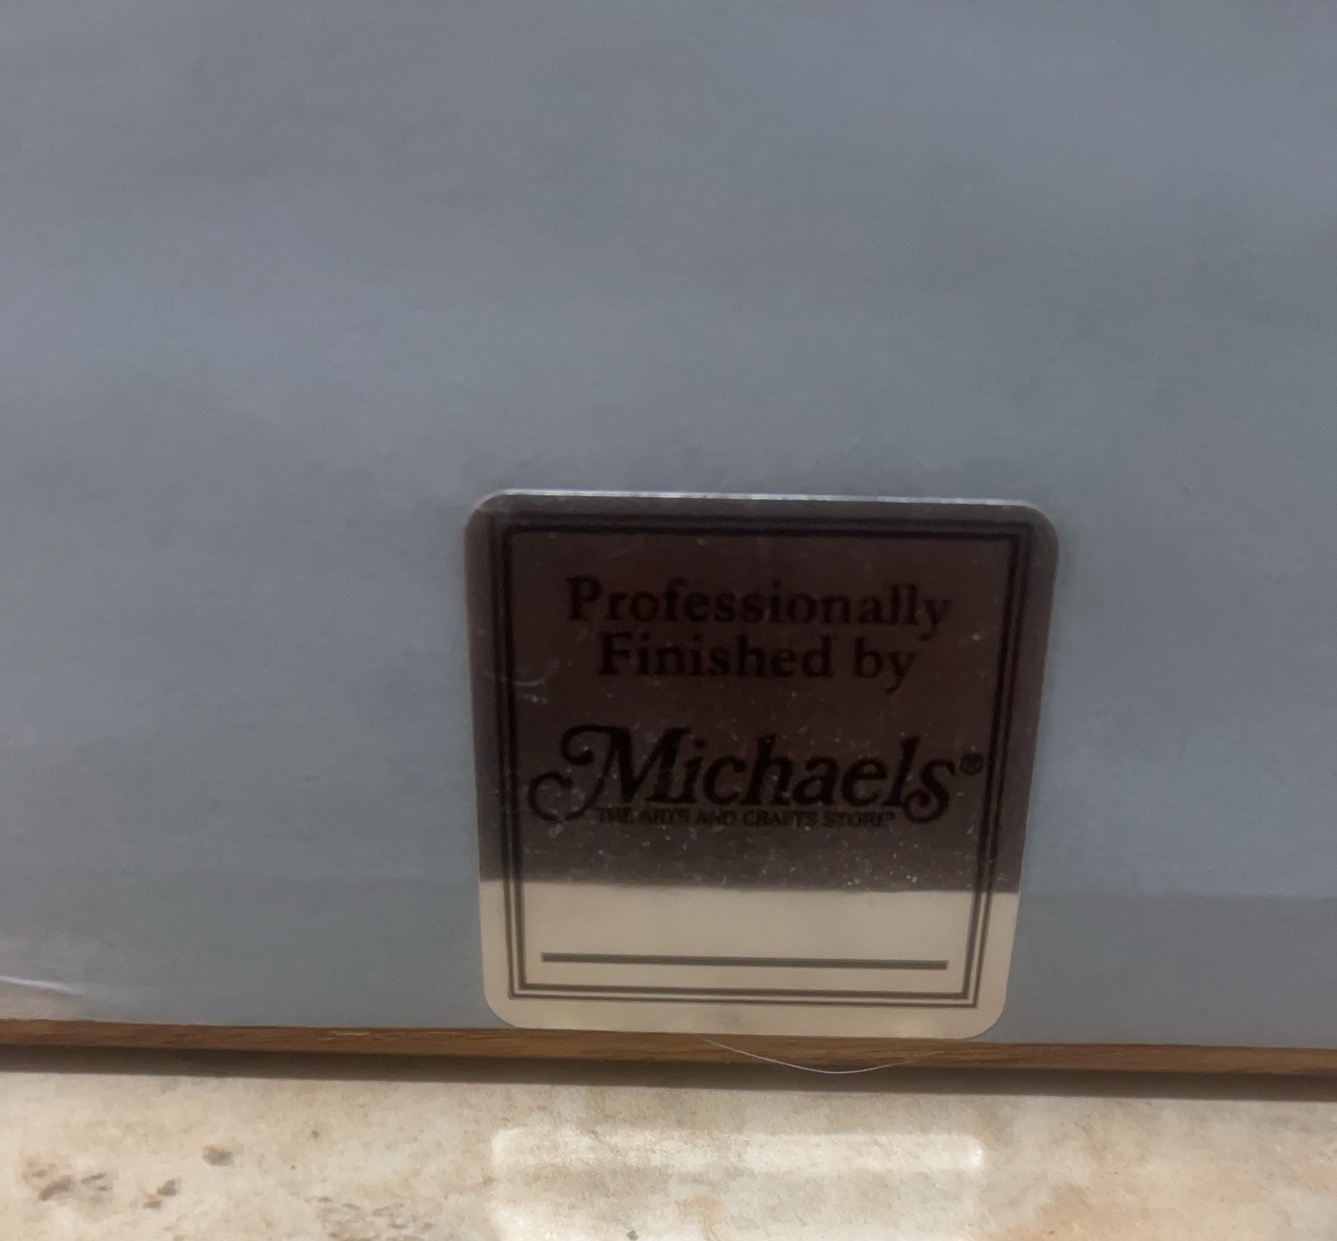 Professionally
Finished by
Michaels®
THE ARTS AND CRAFTS STORE